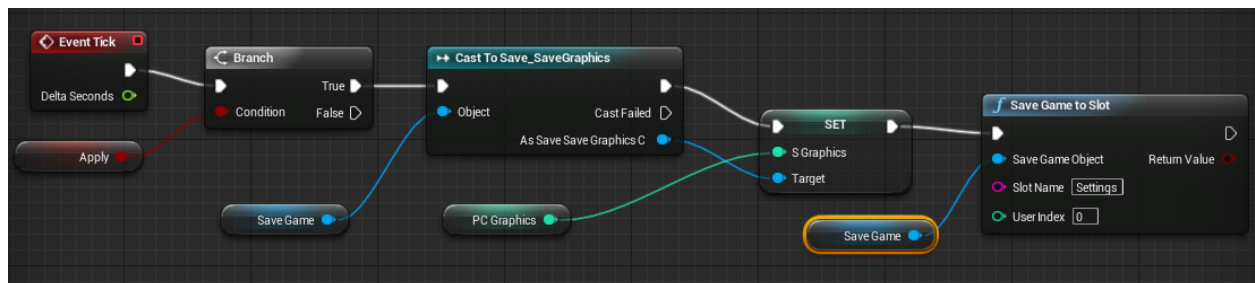 Event Tick
Delta Seconds
Apply
Branch
True
Condition
False
Cast To Save_SaveGraphics
Object
Cast Failed
As Save Save Graphics C
Save Game
PC Graphics
SET
S Graphics
Target
Save Game
Save Game to Slot
Save Game Object
Return Value
Slot Name Settings
User Index 0